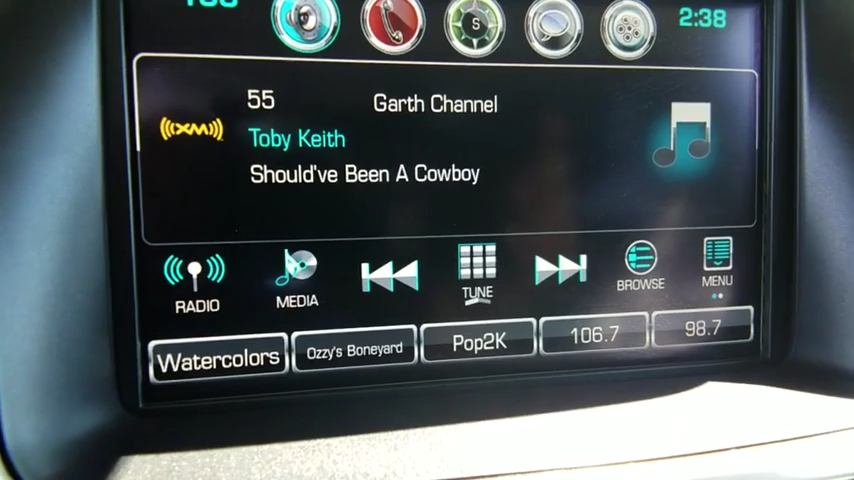 2:38
S
55 Garth Channel
((XM))
Toby Keith
Should've Been A Cowboy
RADIO MEDIA TUNE BROWSE MENU
Watercolors Ozzy's Boneyard Pop2K 106.7 98.7